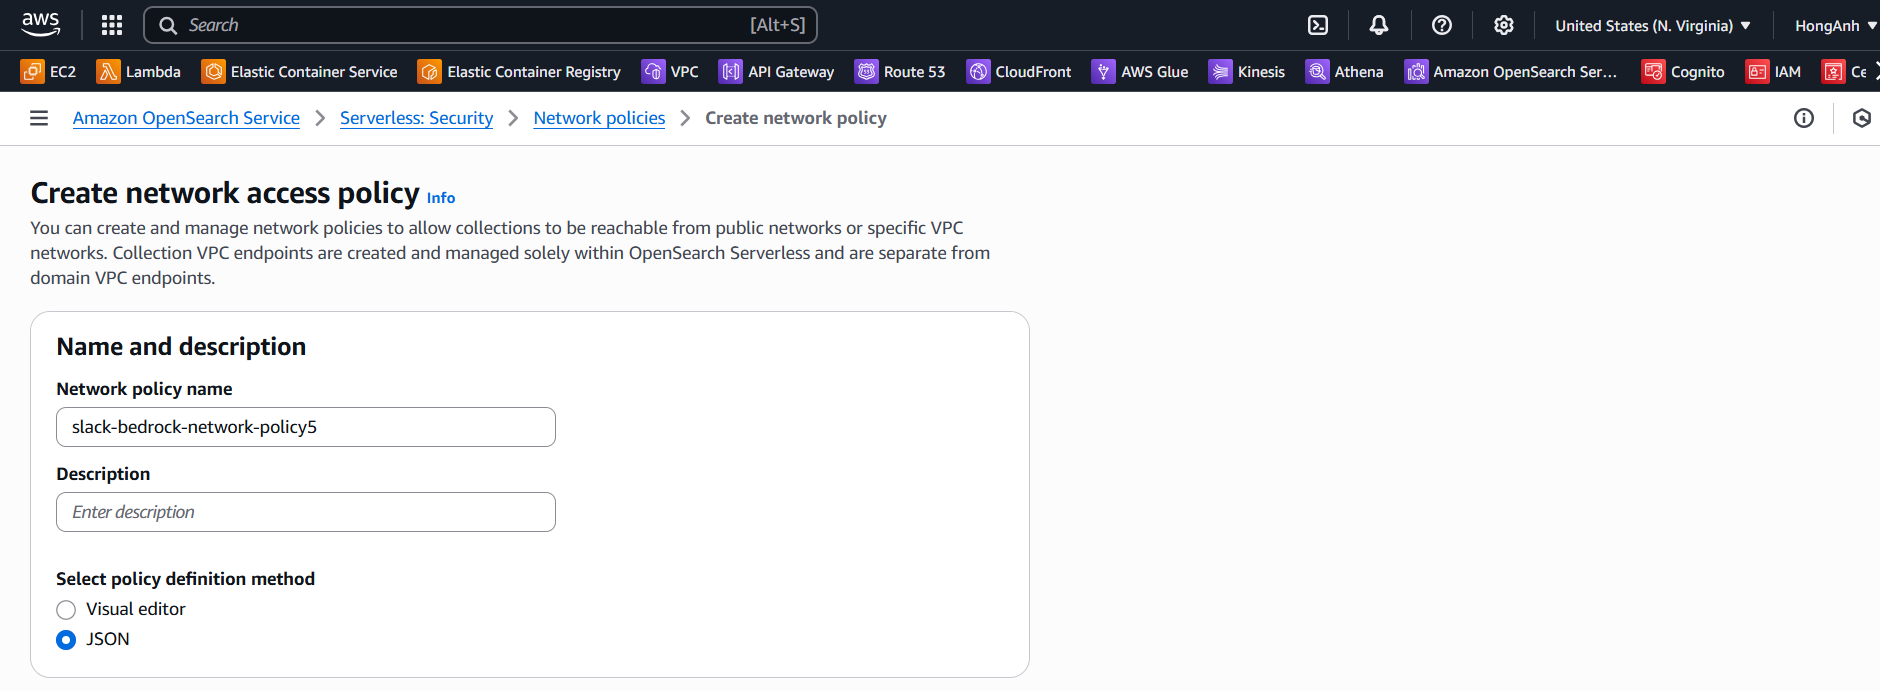 aws Search [Alt+S] United States (N. Virginia) HongAnh
EC2 Lambda Elastic Container Service Elastic Container Registry VPC API Gateway Route 53 CloudFront AWS Glue Kinesis Athena Amazon OpenSearch Ser... Cognito IAM Ce
Amazon OpenSearch Service Serverless: Security Network policies Create network policy
Create network access policy Info
You can create and manage network policies to allow collections to be reachable from public networks or specific VPC
networks. Collection VPC endpoints are created and managed solely within OpenSearch Serverless and are separate from
domain VPC endpoints.
Name and description
Network policy name
slack-bedrock-network-policy5
Description
Enter description
Select policy definition method
Visual editor
JSON